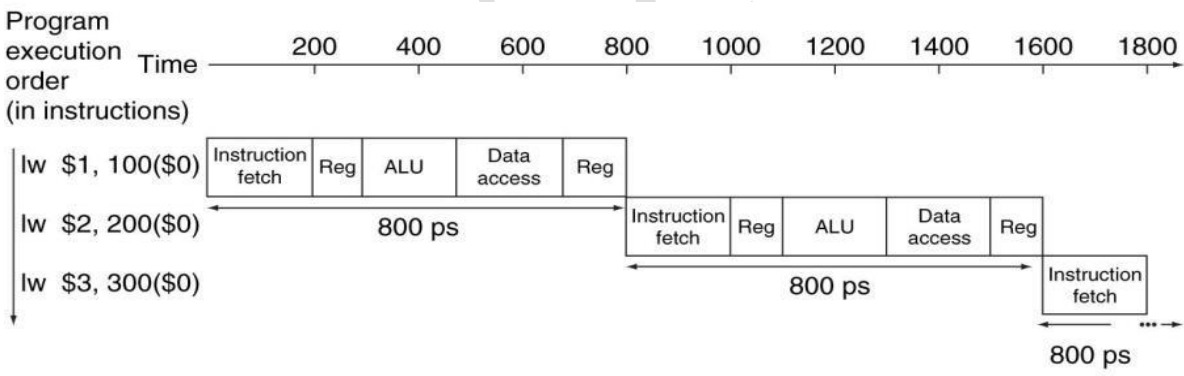 Program
execution
order
(in instructions)
Time
200 400 600 800 1000 1200 1400 1600 1800
lw $1, 100($0)
Instruction fetch Reg ALU Data access Reg
800 ps
lw $2, 200($0)
Instruction fetch Reg ALU Data access Reg
800 ps
lw $3, 300($0)
Instruction fetch
...
800 ps